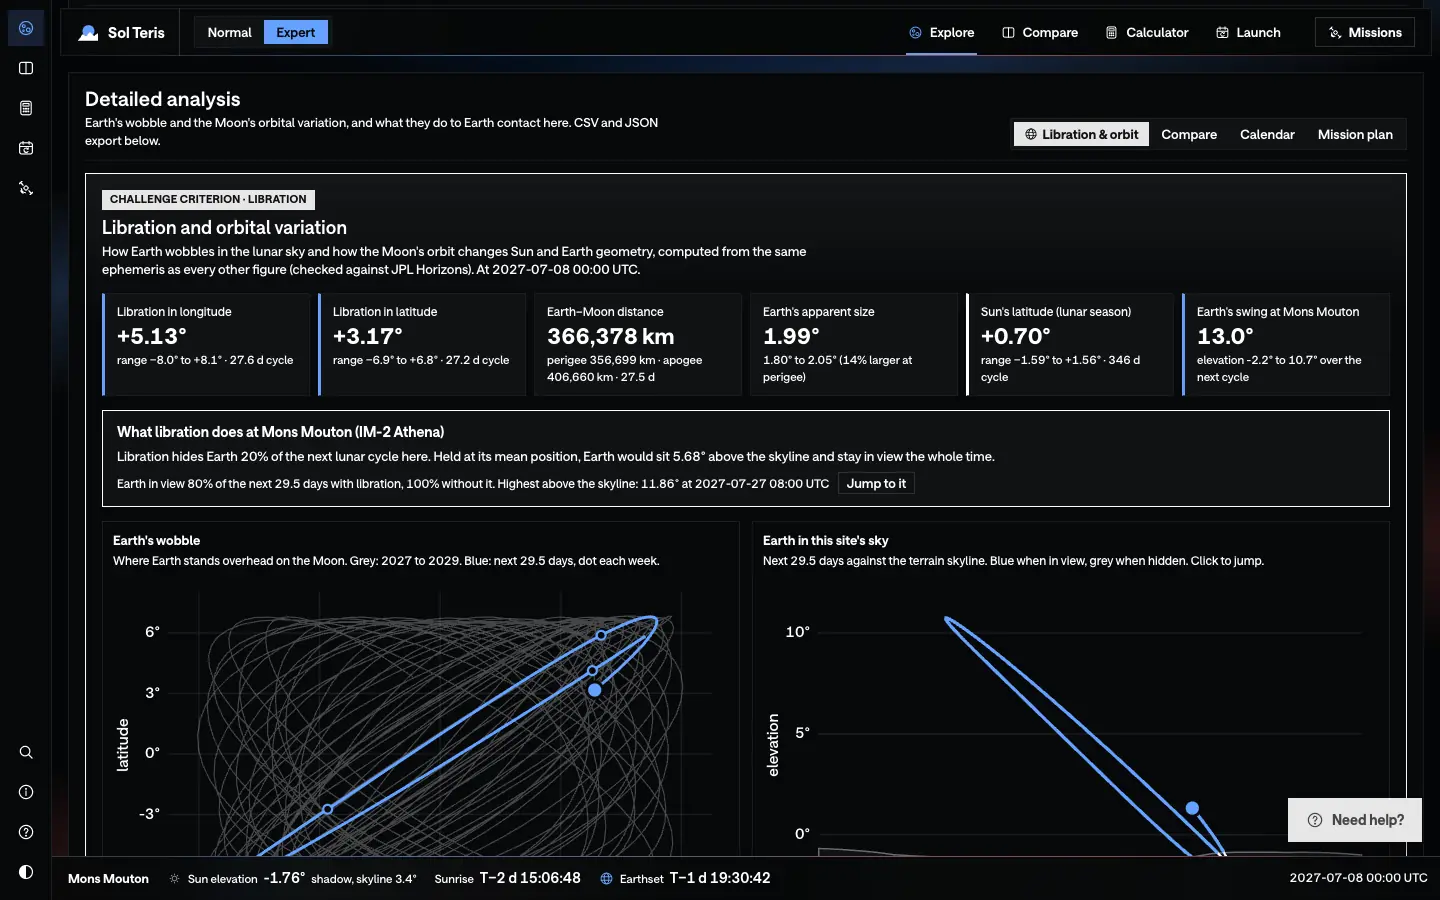 Sol Teris
Normal
Expert
Explore
Compare
Calculator
Launch
Missions
Detailed analysis
Earth's wobble and the Moon's orbital variation, and what they do to Earth contact here. CSV and JSON
export below.
Libration & orbit
Compare
Calendar
Mission plan
CHALLENGE CRITERION · LIBRATION
Libration and orbital variation
How Earth wobbles in the lunar sky and how the Moon's orbit changes Sun and Earth geometry, computed from the same
ephemeris as every other figure (checked against JPL Horizons). At 2027-07-08 00:00 UTC.
Libration in longitude
+5.13°
range −8.0° to +8.1° · 27.6 d cycle
Libration in latitude
+3.17°
range −6.9° to +6.8° · 27.2 d cycle
Earth–Moon distance
366,378 km
perigee 356,699 km · apogee
406,660 km · 27.5 d
Earth's apparent size
1.99°
1.80° to 2.05° (14% larger at
perigee)
Sun's latitude (lunar season)
+0.70°
range −1.59° to +1.56° · 346 d
cycle
Earth's swing at Mons Mouton
13.0°
elevation -2.2° to 10.7° over the
next cycle
What libration does at Mons Mouton (IM-2 Athena)
Libration hides Earth 20% of the next lunar cycle here. Held at its mean position, Earth would sit 5.68° above the skyline and stay in view the whole time.
Earth in view 80% of the next 29.5 days with libration, 100% without it. Highest above the skyline: 11.86° at 2027-07-27 08:00 UTC
Jump to it
Earth's wobble
Where Earth stands overhead on the Moon. Grey: 2027 to 2029. Blue: next 29.5 days, dot each week.
6°
3°
0°
-3°
latitude
Earth in this site's sky
Next 29.5 days against the terrain skyline. Blue when in view, grey when hidden. Click to jump.
10°
5°
0°
elevation
Need help?
Mons Mouton
Sun elevation -1.76° shadow, skyline 3.4°
Sunrise T−2 d 15:06:48
Earthset T−1 d 19:30:42
2027-07-08 00:00 UTC